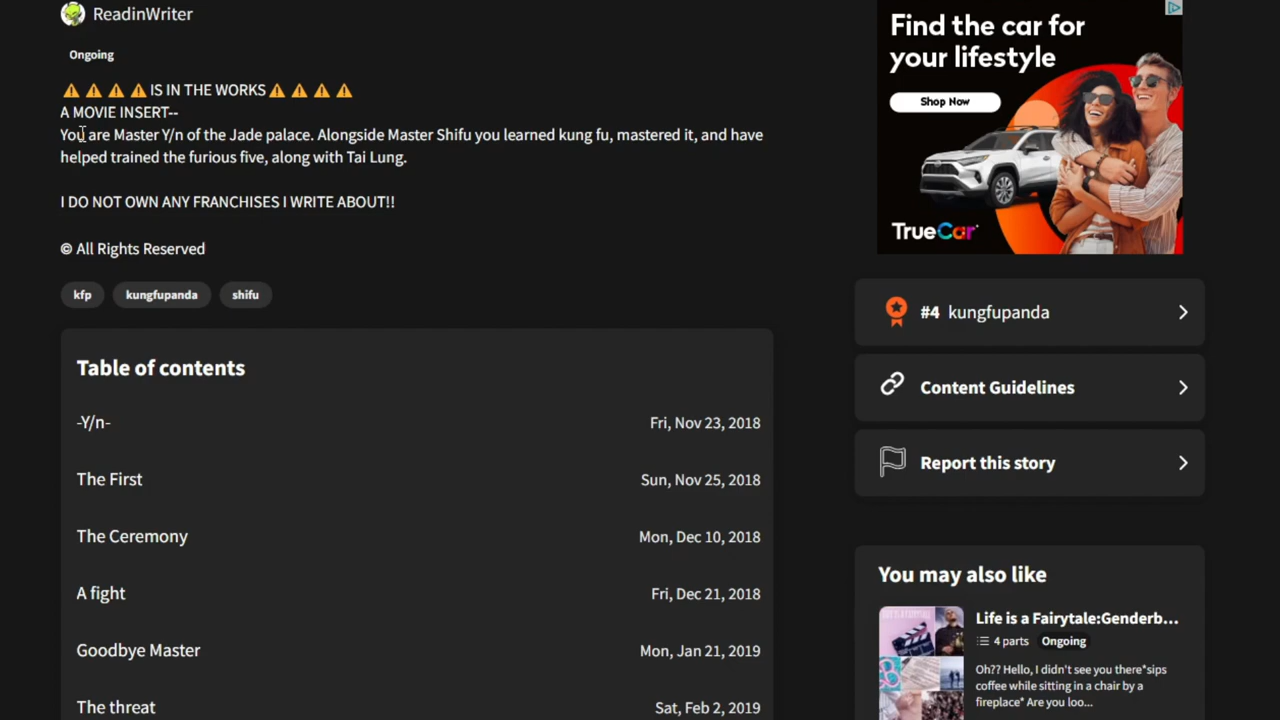 ReadinWriter
Ongoing
⚠️⚠️⚠️⚠️IS IN THE WORKS⚠️⚠️⚠️⚠️
A MOVIE INSERT--
You are Master Y/n of the Jade palace. Alongside Master Shifu you learned kung fu, mastered it, and have
helped trained the furious five, along with Tai Lung.
I DO NOT OWN ANY FRANCHISES I WRITE ABOUT!!
© All Rights Reserved
kfp kungfupanda shifu
Table of contents
-Y/n- Fri, Nov 23, 2018
The First Sun, Nov 25, 2018
The Ceremony Mon, Dec 10, 2018
A fight Fri, Dec 21, 2018
Goodbye Master Mon, Jan 21, 2019
The threat Sat, Feb 2, 2019
Find the car for
your lifestyle
Shop Now
TrueCar
#4 kungfupanda
Content Guidelines
Report this story
You may also like
Life is a Fairytale:Genderb...
4 parts Ongoing
Oh?? Hello, I didn't see you there*sips
coffee while sitting in a chair by a
fireplace* Are you loo...